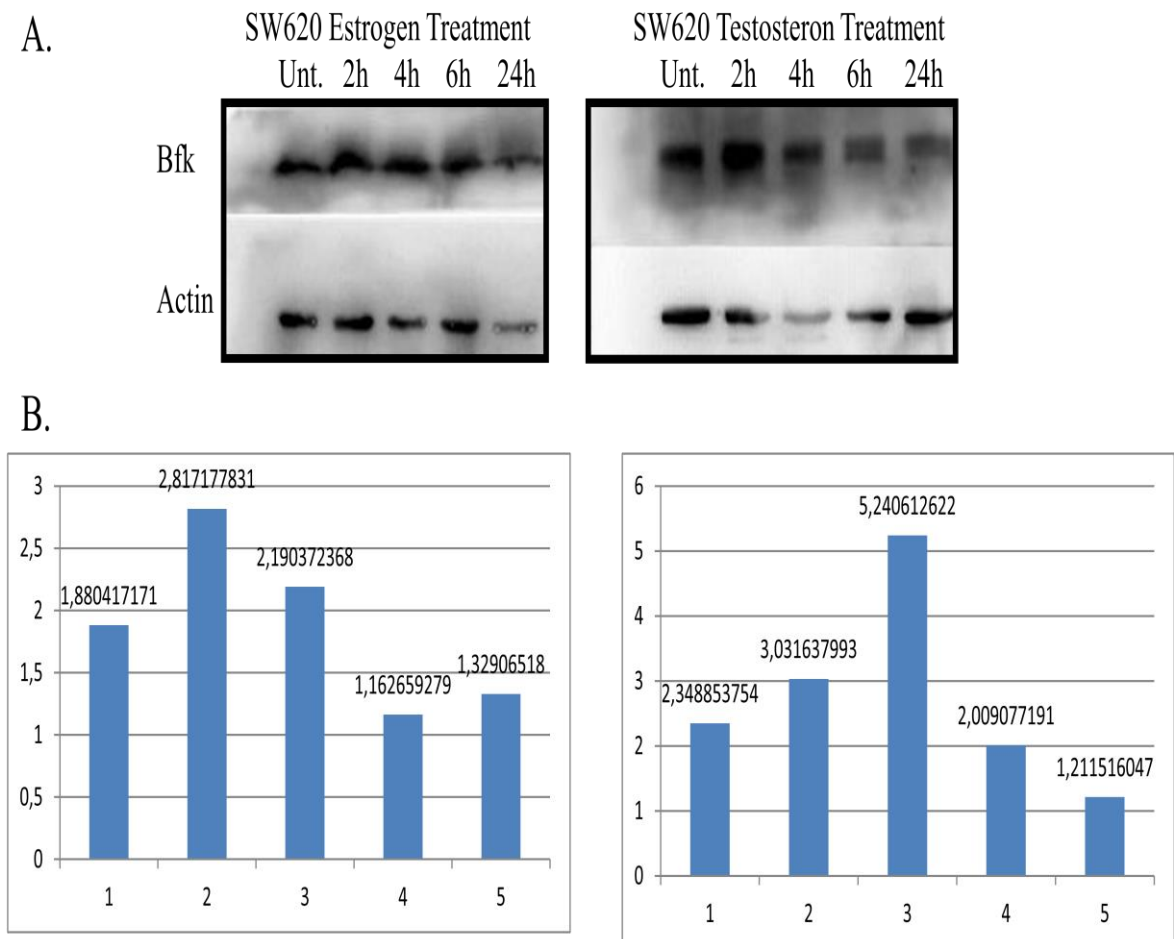 A.
SW620 Estrogen Treatment
Unt. 2h 4h 6h 24h
SW620 Testosteron Treatment
Unt. 2h 4h 6h 24h
Bfk
Actin
B.
3
2,5
2
1,5
1
0,5
0
1,880417171
2,817177831
2,190372368
1,162659279
1,32906518
1 2 3 4 5
6
5
4
3
2
1
0
2,348853754
3,031637993
5,240612622
2,009077191
1,211516047
1 2 3 4 5